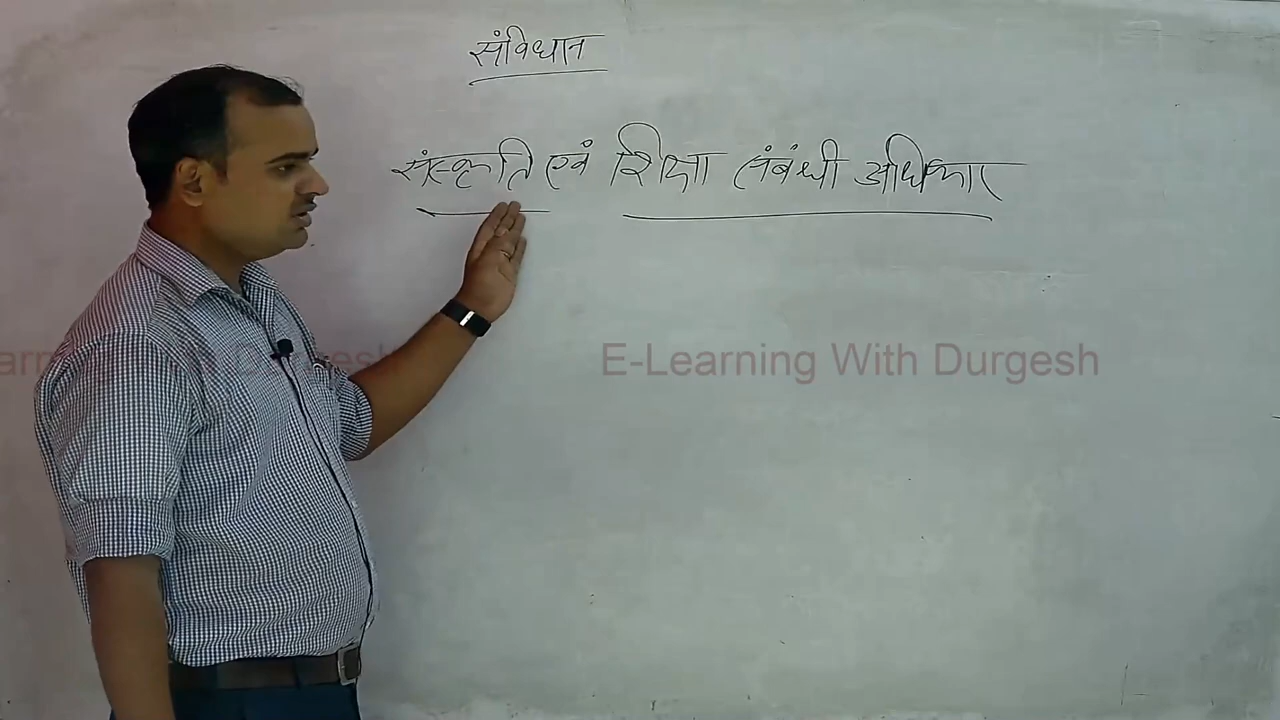 संविधान
संस्कृति एवं शिक्षा संबंधी अधिकार
E-Learning With Durgesh